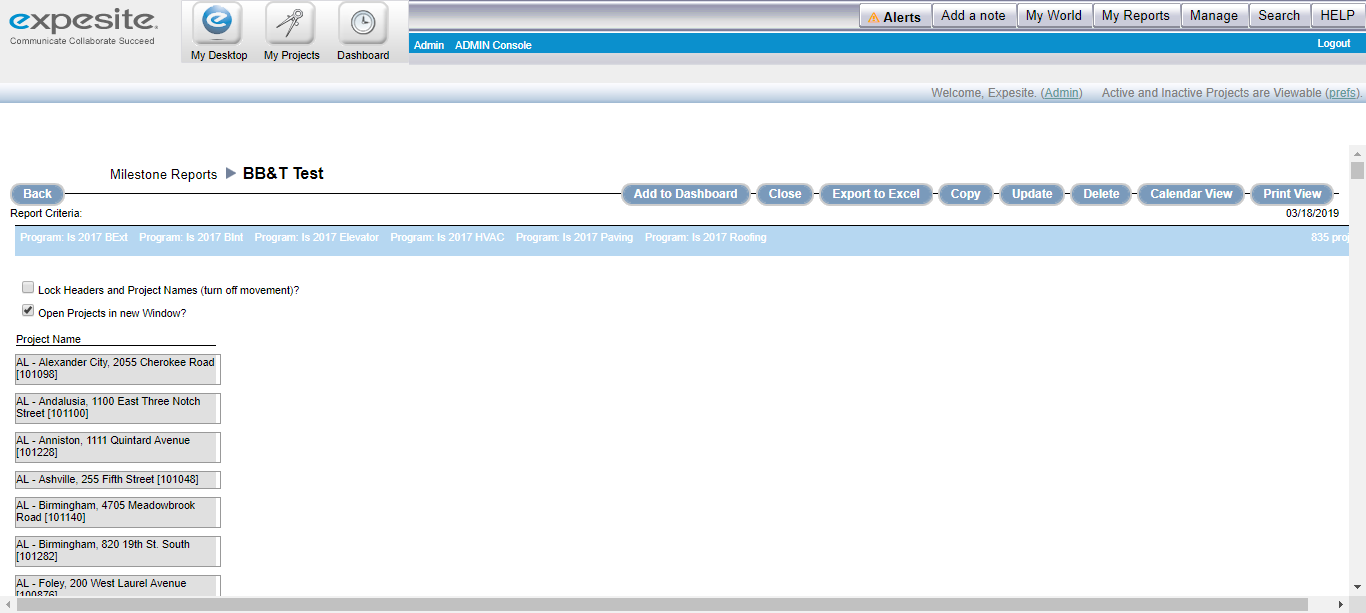 expesite.
Communicate Collaborate Succeed
My Desktop
My Projects
Dashboard
Alerts
Add a note
My World
My Reports
Manage
Search
HELP
Admin
ADMIN Console
Logout
Welcome, Expesite. (Admin)
Active and Inactive Projects are Viewable (prefs).
Milestone Reports
BB&T Test
Back
Add to Dashboard
Close
Export to Excel
Copy
Update
Delete
Calendar View
Print View
Report Criteria:
03/18/2019
Program: Is 2017 BExt
Program: Is 2017 BInt
Program: Is 2017 Elevator
Program: Is 2017 HVAC
Program: Is 2017 Paving
Program: Is 2017 Roofing
835 proj
Lock Headers and Project Names (turn off movement)?
Open Projects in new Window?
Project Name
AL - Alexander City, 2055 Cherokee Road
[101098]
AL - Andalusia, 1100 East Three Notch
Street [101100]
AL - Anniston, 1111 Quintard Avenue
[101228]
AL - Ashville, 255 Fifth Street [101048]
AL - Birmingham, 4705 Meadowbrook
Road [101140]
AL - Birmingham, 820 19th St. South
[101282]
AL - Foley, 200 West Laurel Avenue
[100876]